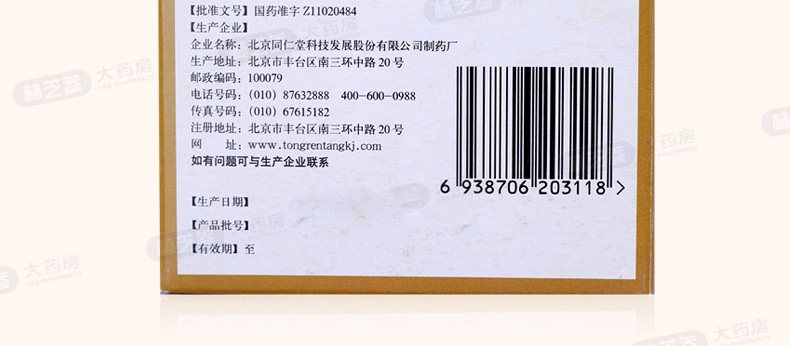 【批准文号】国药准字 Z11020484
【生产企业】
企业名称：北京同仁堂科技发展股份有限公司制药厂
生产地址：北京市丰台区南三环中路 20 号
邮政编码：100079
电话号码：（010）87632888 400-600-0988
传真号码：（010）67615182
注册地址：北京市丰台区南三环中路 20 号
网 址：www.tongrentangkj.com
如有问题可与生产企业联系
6 938706 203118 >
【生产日期】
【产品批号】
【有效期】至
林芝香 大药房